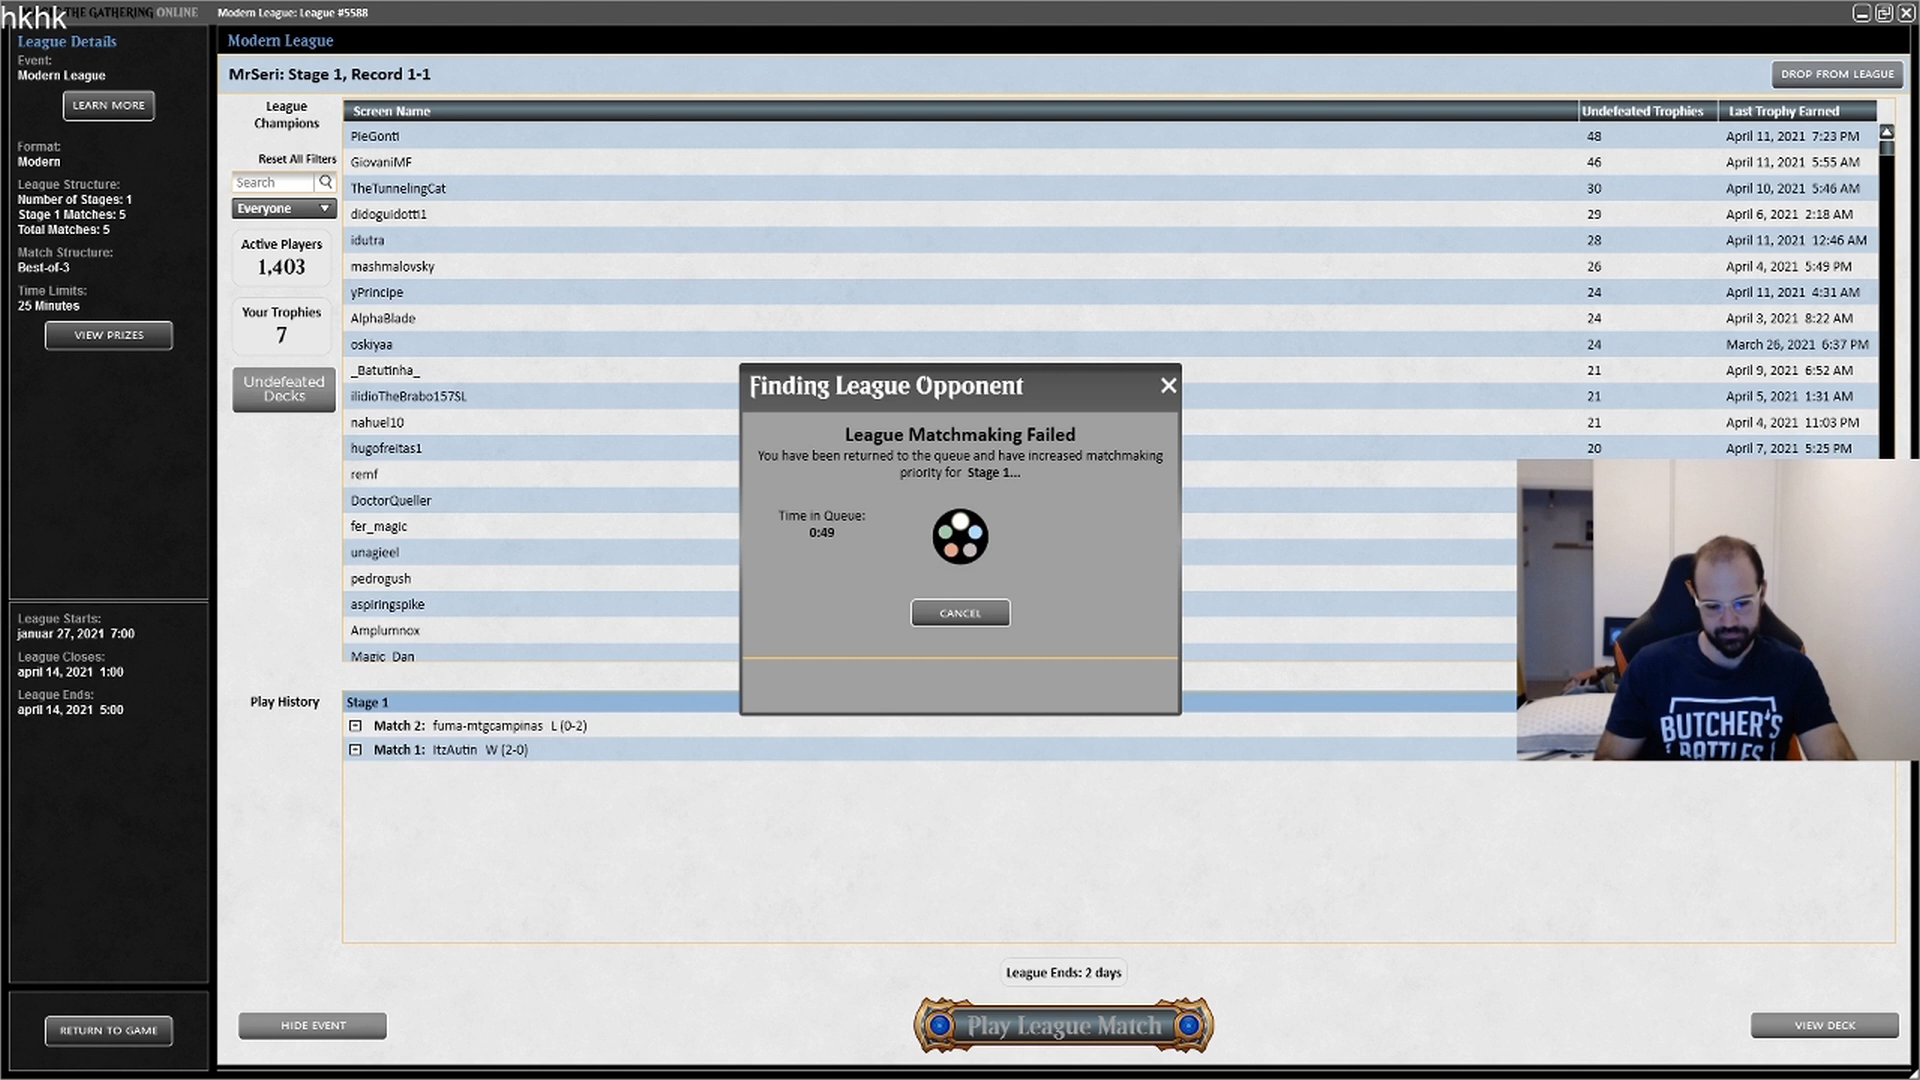 hkhk
THE GATHERING ONLINE
Modern League: League #5588
League Details
Event:
Modern League
LEARN MORE
Format:
Modern
League Structure:
Number of Stages: 1
Stage 1 Matches: 5
Total Matches: 5
Match Structure:
Best-of-3
Time Limits:
25 Minutes
VIEW PRIZES
League Starts:
januar 27, 2021 7:00
League Closes:
april 14, 2021 1:00
League Ends:
april 14, 2021 5:00
RETURN TO GAME
Modern League
MrSeri: Stage 1, Record 1-1
DROP FROM LEAGUE
League
Champions
Reset All Filters
Search
Everyone
Active Players
1,403
Your Trophies
7
Undefeated
Decks
Screen Name Undefeated Trophies Last Trophy Earned
PieGonti 48 April 11, 2021 7:23 PM
GiovaniMF 46 April 11, 2021 5:55 AM
TheTunnelingCat 30 April 10, 2021 5:46 AM
didoguidotti1 29 April 6, 2021 2:18 AM
idutra 28 April 11, 2021 12:46 AM
mashmalovsky 26 April 4, 2021 5:49 PM
yPrincipe 24 April 11, 2021 4:31 AM
AlphaBlade 24 April 3, 2021 8:22 AM
oskiyaa 24 March 26, 2021 6:37 PM
_Batutinha_ 21 April 9, 2021 6:52 AM
ilidioTheBrabo157SL 21 April 5, 2021 1:31 AM
nahuel10 21 April 4, 2021 11:03 PM
hugofreitas1 20 April 7, 2021 5:25 PM
remf
DoctorQueller
fer_magic
unagieel
pedrogush
aspiringspike
Amplumnox
Magic_Dan
Finding League Opponent
League Matchmaking Failed
You have been returned to the queue and have increased matchmaking
priority for Stage 1...
Time in Queue:
0:49
CANCEL
BUTCHER'S
BATTLES
Play History
Stage 1
Match 2: fuma-mtgcampinas L (0-2)
Match 1: ItzAutin W (2-0)
League Ends: 2 days
HIDE EVENT
Play League Match
VIEW DECK